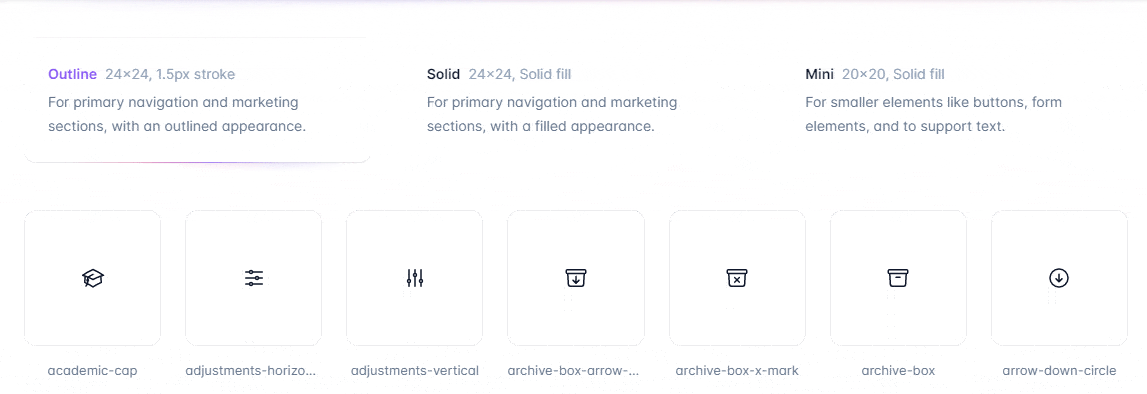 Outline 24×24, 1.5px stroke
For primary navigation and marketing
sections, with an outlined appearance.
Solid 24×24, Solid fill
For primary navigation and marketing
sections, with a filled appearance.
Mini 20×20, Solid fill
For smaller elements like buttons, form
elements, and to support text.
academic-cap
adjustments-horizo...
adjustments-vertical
archive-box-arrow-...
archive-box-x-mark
archive-box
arrow-down-circle